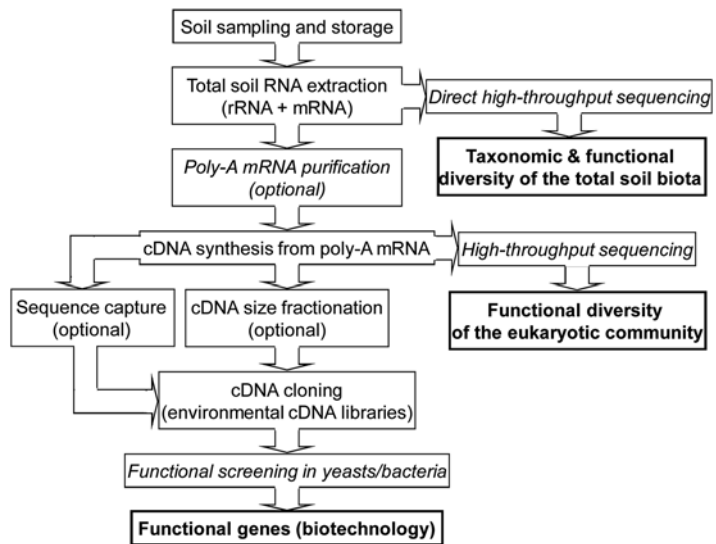 Soil sampling and storage
Total soil RNA extraction
(rRNA + mRNA)
Direct high-throughput sequencing
Taxonomic & functional
diversity of the total soil biota
Poly-A mRNA purification
(optional)
cDNA synthesis from poly-A mRNA
High-throughput sequencing
Functional diversity
of the eukaryotic community
Sequence capture
(optional)
cDNA size fractionation
(optional)
cDNA cloning
(environmental cDNA libraries)
Functional screening in yeasts/bacteria
Functional genes (biotechnology)